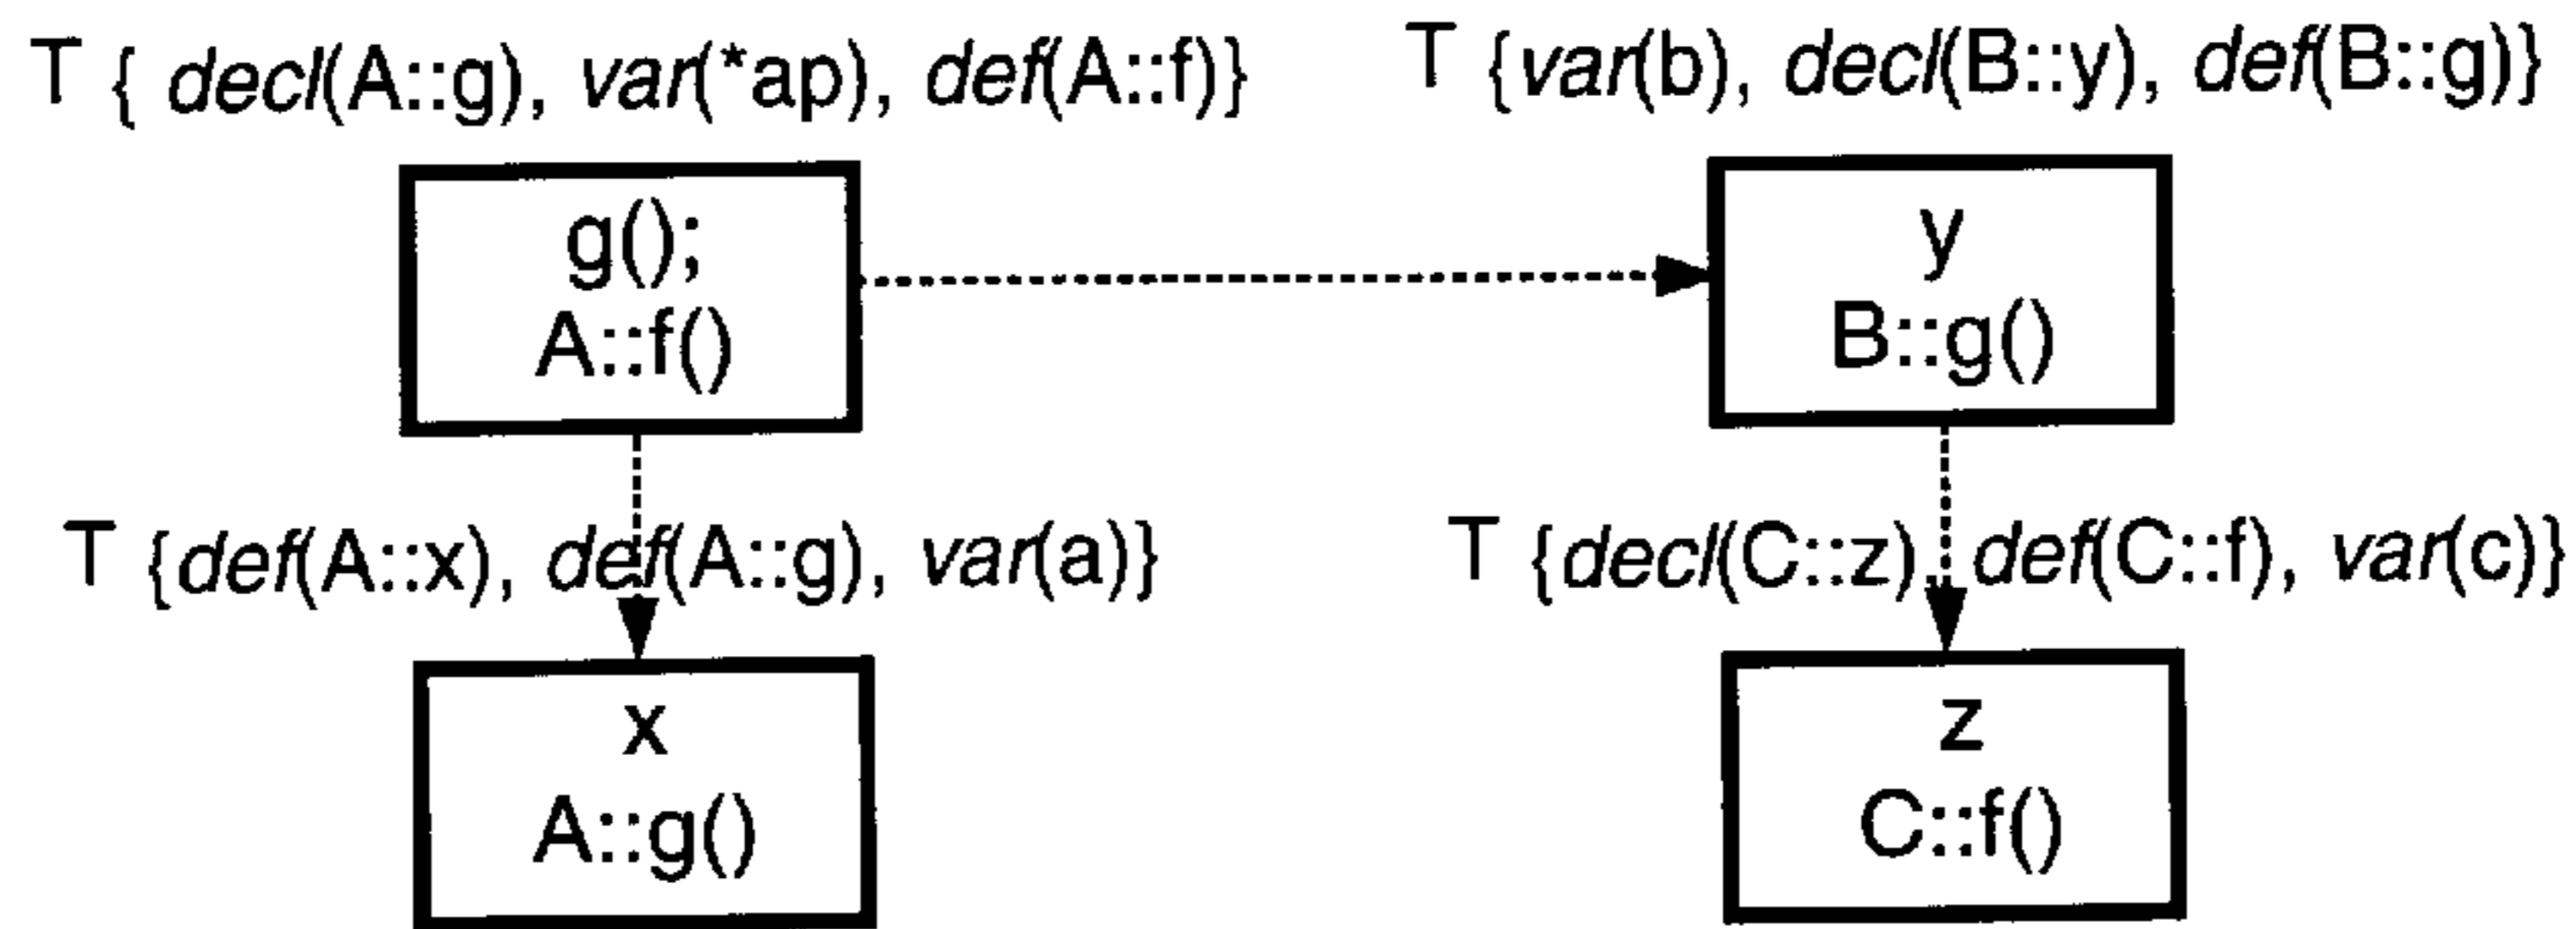 T { decl(A::g), var(*ap), def(A::f)}
T {var(b), decl(B::y), def(B::g)}
g();
A::f()
y
B::g()
T {def(A::x), def(A::g), var(a)}
T {decl(C::z), def(C::f), var(c)}
x
A::g()
z
C::f()